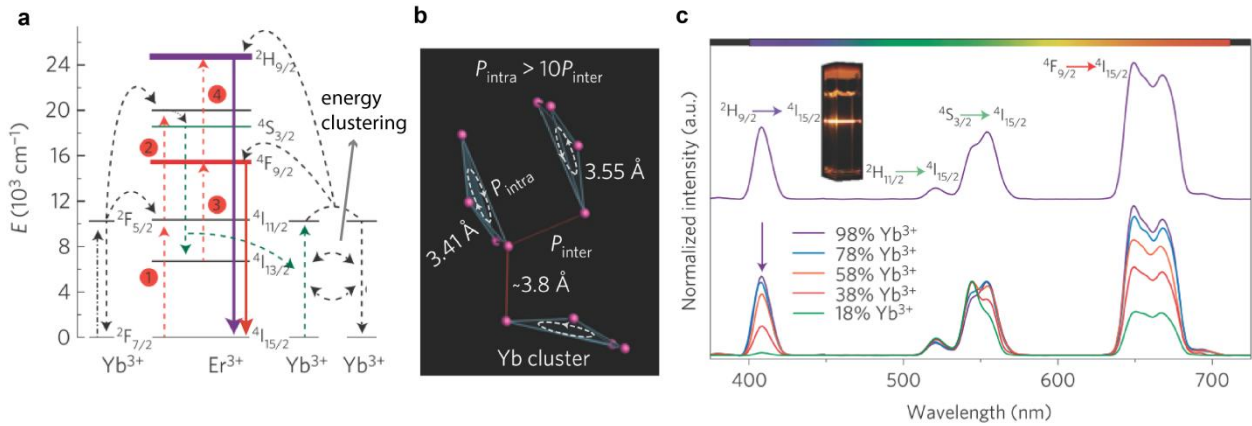 a
E (10³ cm⁻¹)
24
20
16
12
8
4
0
²H₉/₂
⁴S₃/₂
⁴F₉/₂
²F₅/₂
⁴I₁₁/₂
⁴I₁₃/₂
²F₇/₂
⁴I₁₅/₂
4
2
3
1
energy
clustering
Yb³⁺
Er³⁺
Yb³⁺
Yb³⁺
b
Pintra > 10Pinter
3.55 Å
Pintra
3.41 Å
Pinter
~3.8 Å
Yb cluster
c
Normalized intensity (a.u.)
⁴F₉/₂ → ⁴I₁₅/₂
²H₉/₂ → ⁴I₁₅/₂
⁴S₃/₂ → ⁴I₁₅/₂
²H₁₁/₂ → ⁴I₁₅/₂
98% Yb³⁺
78% Yb³⁺
58% Yb³⁺
38% Yb³⁺
18% Yb³⁺
400
500
600
700
Wavelength (nm)